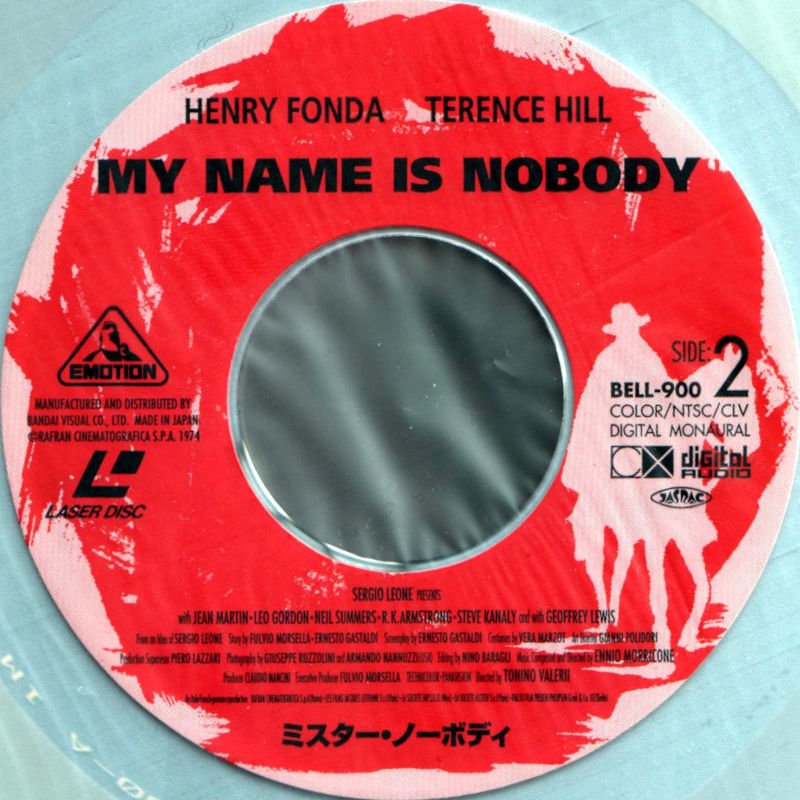 HENRY FONDA TERENCE HILL
MY NAME IS NOBODY
EMOTION
MANUFACTURED AND DISTRIBUTED BY
BANDAI VISUAL CO., LTD. MADE IN JAPAN.
©RAFRAN CINEMATOGRAFICA S.P.A. 1974
LASER DISC
SIDE: 2
BELL-900
COLOR/NTSC/CLV
DIGITAL MONAURAL
CX digital AUDIO
JASRAC
SERGIO LEONE PRESENTS
with JEAN MARTIN · LEO GORDON · NEIL SUMMERS · R.K. ARMSTRONG · STEVE KANALY and with GEOFFREY LEWIS
From an Idea of SERGIO LEONE Story by FULVIO MORSELLA · ERNESTO GASTALDI Screenplay by ERNESTO GASTALDI Costumes by VERA MARZOT Art Director GIANNI POLIDORI
Production Supervisor PIERO LAZZARI Photography by GIUSEPPE RUZZOLINI and ARMANDO NANNUZZI Editing by NINO BARAGLI Music Composed and Directed by ENNIO MORRICONE
Producer CLAUDIO MANCINI Executive Producer FULVIO MORSELLA TECHNICOLOR · PANAVISION Directed by TONINO VALERII
ミスター・ノーボディ